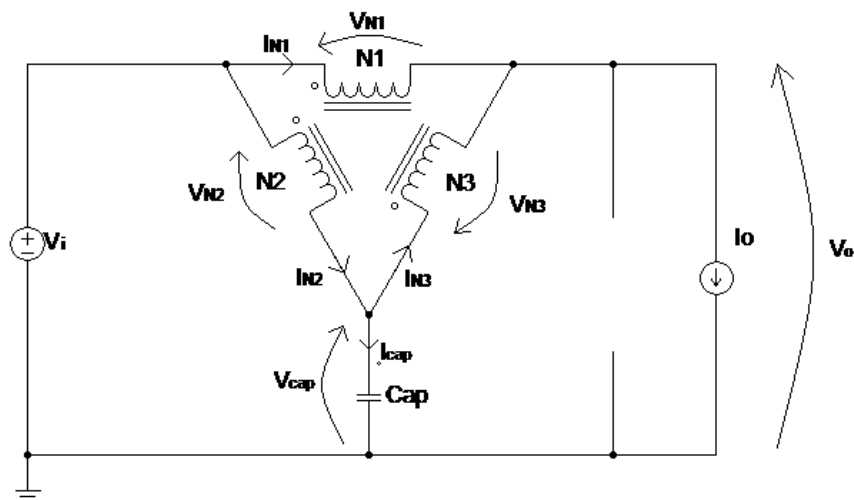 VN1
IN1
N1
VN2
N2
N3
VN3
Vi
IN2
IN3
Io
Vo
Icap
Vcap
Cap